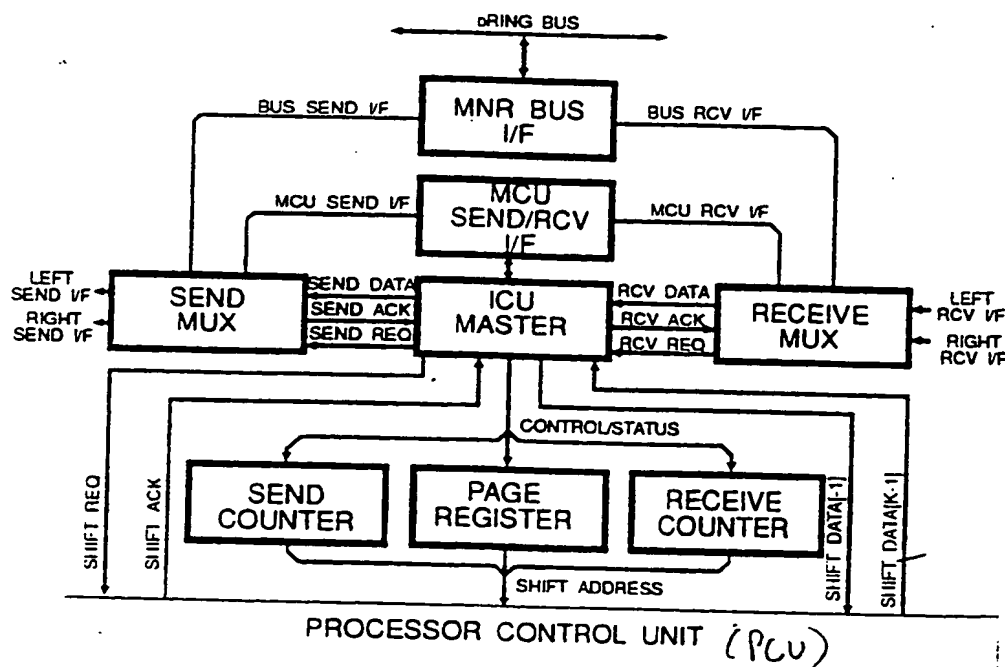 DRING BUS
BUS SEND I/F
MNR BUS
I/F
BUS RCV I/F
MCU SEND I/F
MCU
SEND/RCV
I/F
MCU RCV I/F
LEFT
SEND I/F
RIGHT
SEND I/F
SEND
MUX
SEND DATA
SEND ACK
SEND REQ
ICU
MASTER
RCV DATA
RCV ACK
RCV REQ
RECEIVE
MUX
LEFT
RCV I/F
RIGHT
RCV I/F
CONTROL/STATUS
SHIFT REQ
SHIFT ACK
SEND
COUNTER
PAGE
REGISTER
RECEIVE
COUNTER
SHIFT DATA[-1]
SHIFT DATA[K-1]
SHIFT ADDRESS
PROCESSOR CONTROL UNIT (PCU)